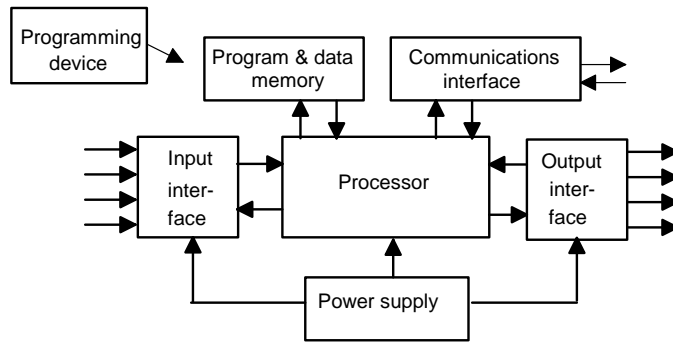 Programming
device
Program & data
memory
Communications
interface
Input
inter-
face
Processor
Output
inter-
face
Power supply